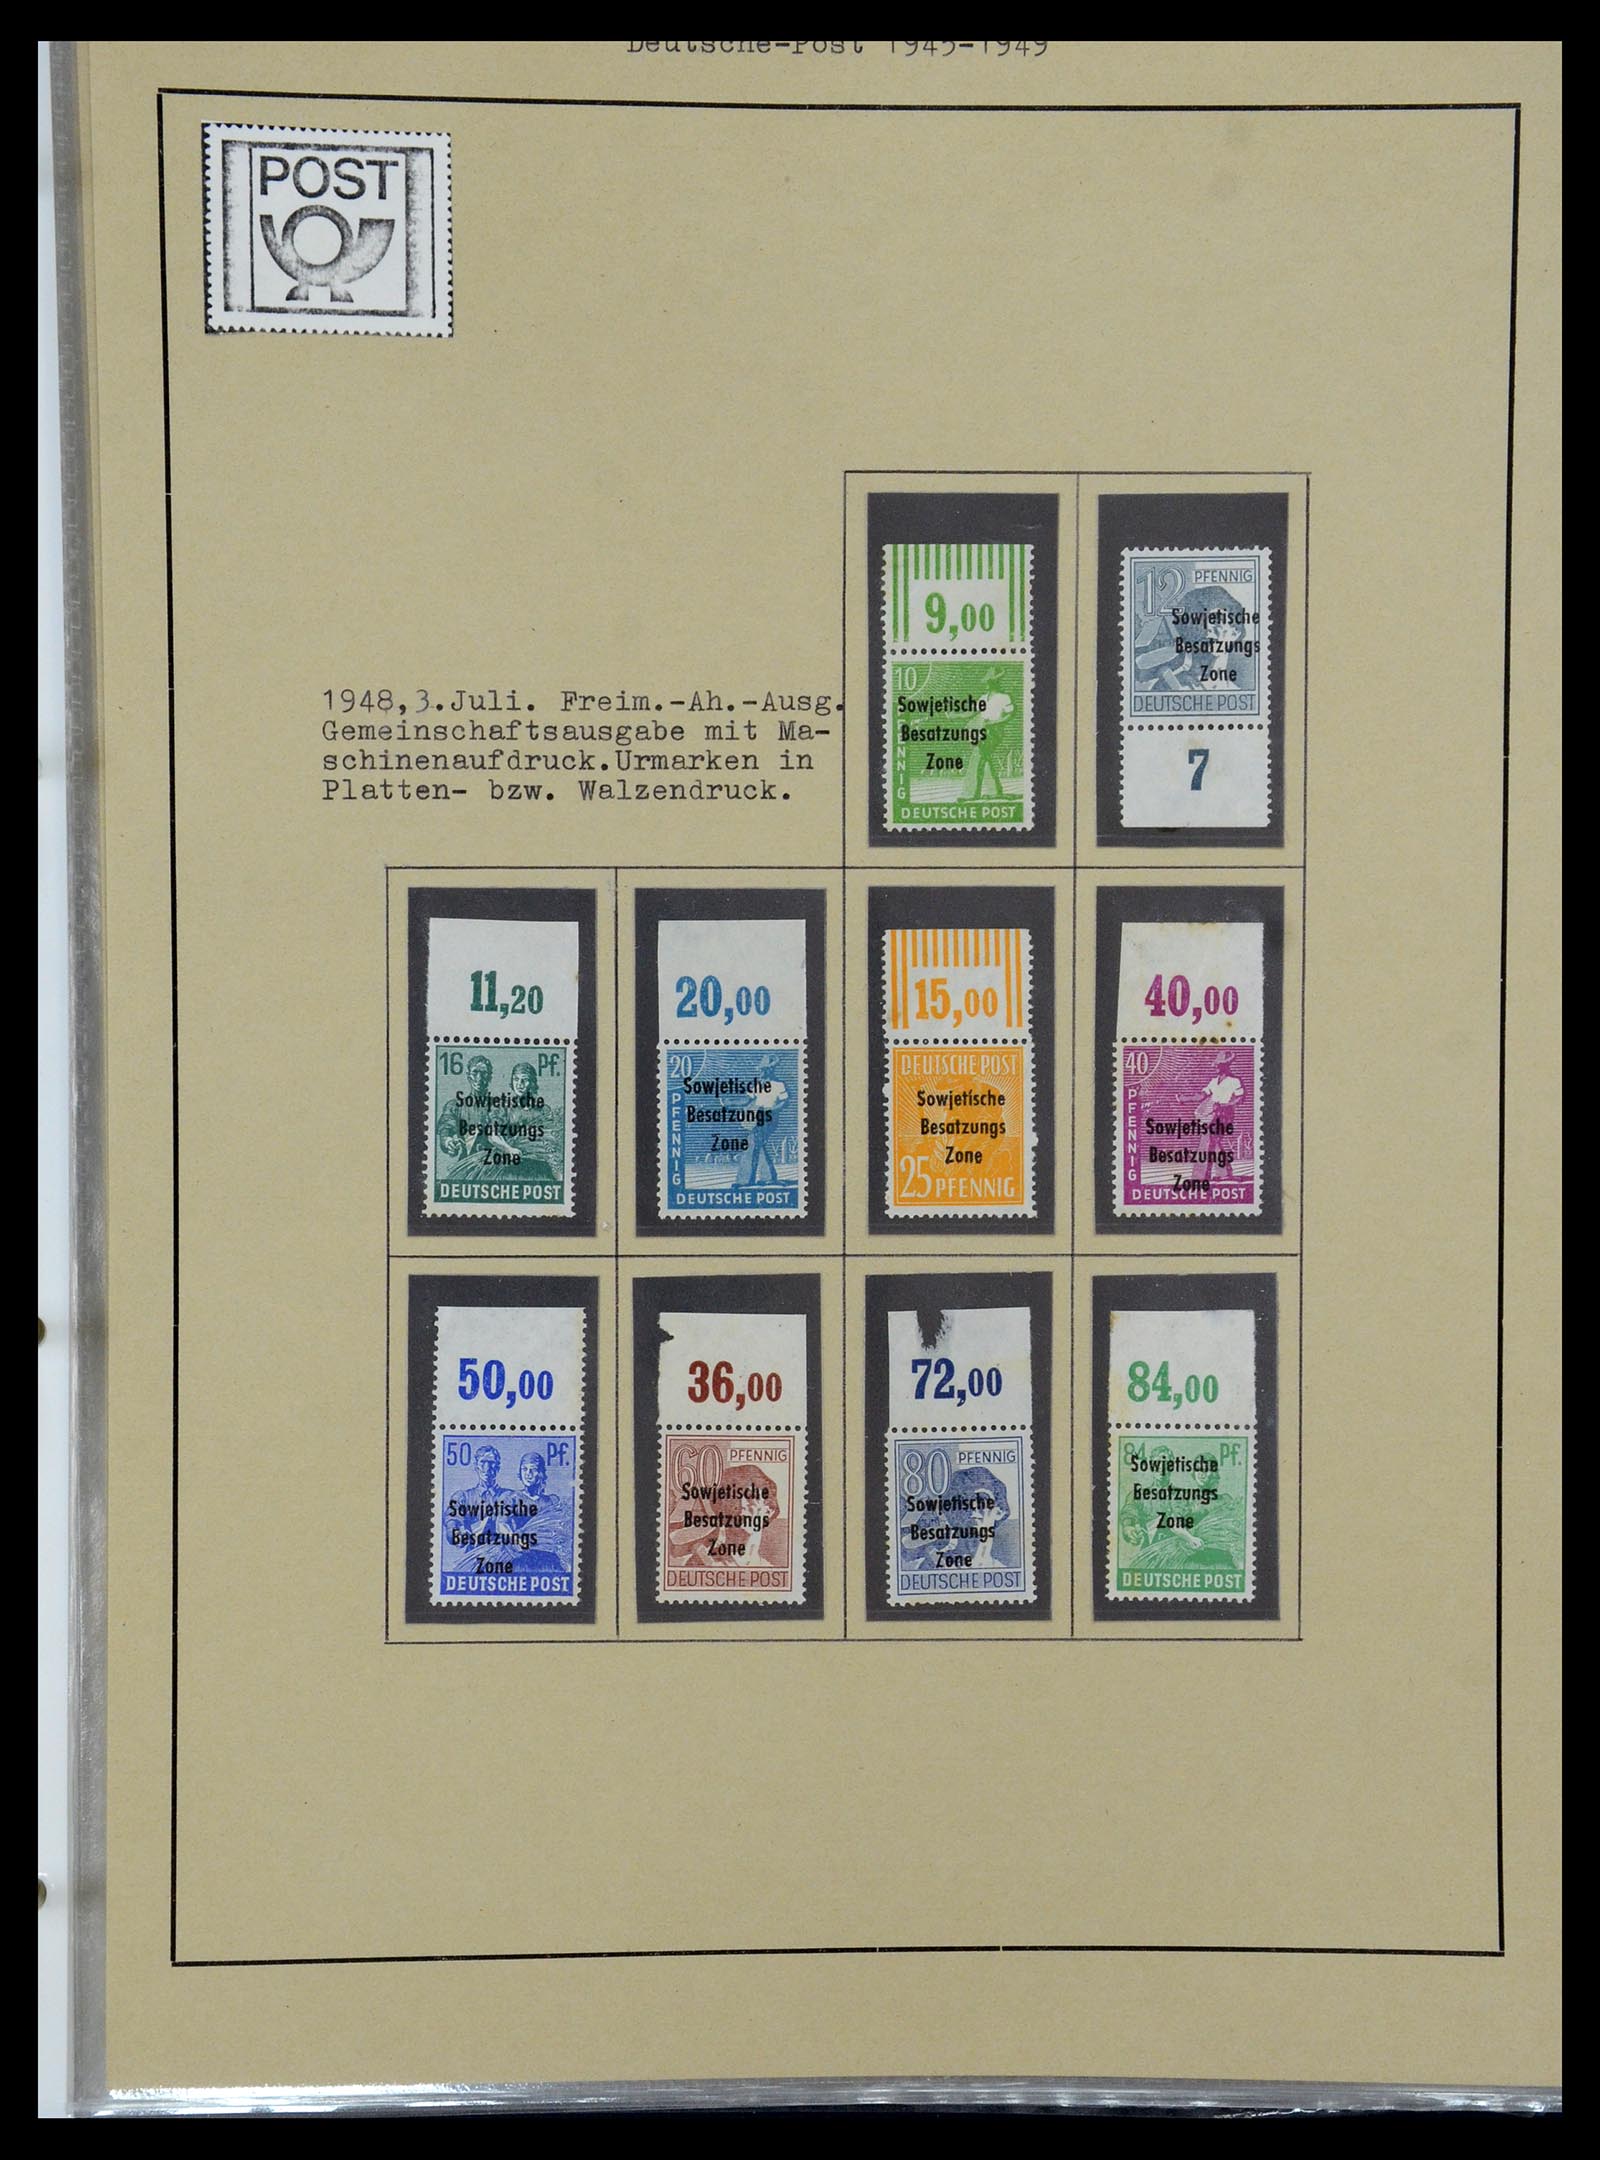 Deutsche-Post 1945-1949
POST
1948,3.Juli. Freim.-Ah.-Ausg.
Gemeinschaftsausgabe mit Ma-
schinenaufdruck.Urmarken in
Platten- bzw. Walzendruck.
9,00
10
PFENNIG
Sowjetische
Besatzungs
Zone
DEUTSCHE POST
12 PFENNIG
Sowjetische
Besatzungs
Zone
DEUTSCHE POST
7
11,20
16 Pf.
Sowjetische
Besatzungs
Zone
DEUTSCHE POST
20,00
20
PFENNIG
Sowjetische
Besatzungs
Zone
DEUTSCHE POST
15,00
DEUTSCHE POST
Sowjetische
Besatzungs
Zone
25 PFENNIG
40,00
40
PFENNIG
Sowjetische
Besatzungs
Zone
DEUTSCHE POST
50,00
50 Pf.
Sowjetische
Besatzungs
Zone
DEUTSCHE POST
36,00
60 PFENNIG
Sowjetische
Besatzungs
Zone
DEUTSCHE POST
72,00
80 PFENNIG
Sowjetische
Besatzungs
Zone
DEUTSCHE POST
84,00
84 Pf.
Sowjetische
Besatzungs
Zone
DEUTSCHE POST